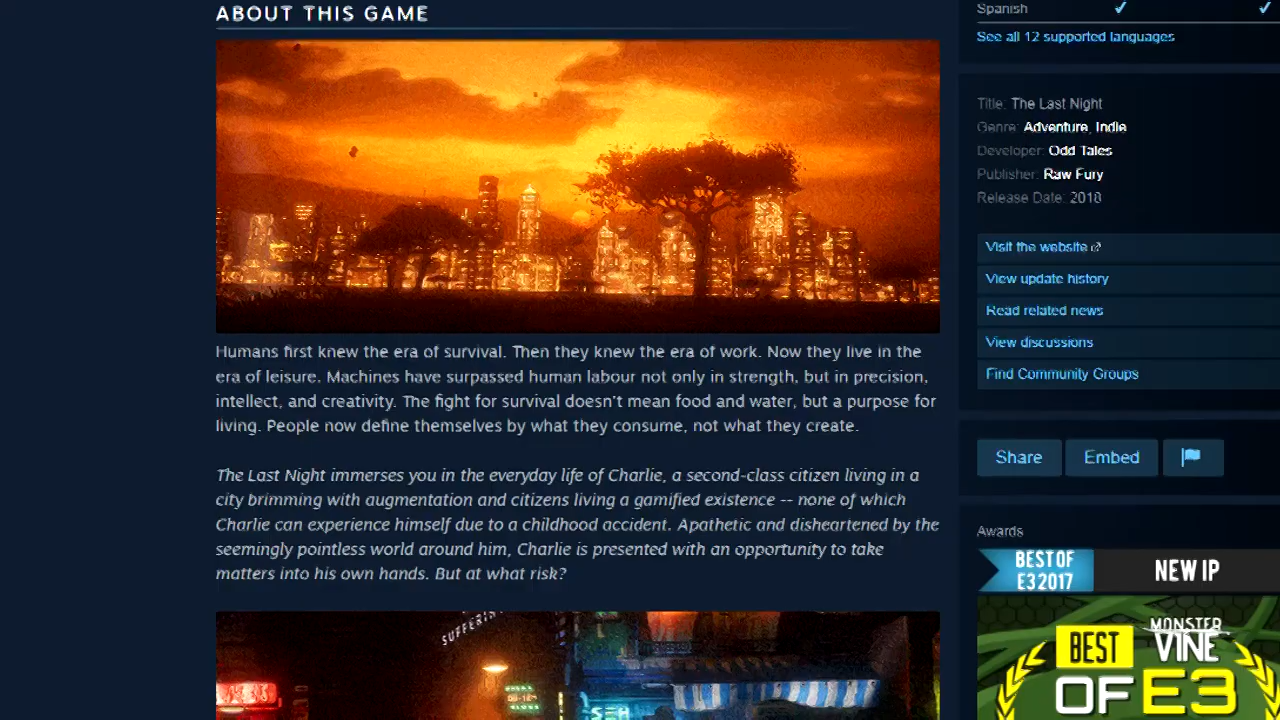 ABOUT THIS GAME
Humans first knew the era of survival. Then they knew the era of work. Now they live in the
era of leisure. Machines have surpassed human labour not only in strength, but in precision,
intellect, and creativity. The fight for survival doesn't mean food and water, but a purpose for
living. People now define themselves by what they consume, not what they create.
The Last Night immerses you in the everyday life of Charlie, a second-class citizen living in a
city brimming with augmentation and citizens living a gamified existence -- none of which
Charlie can experience himself due to a childhood accident. Apathetic and disheartened by the
seemingly pointless world around him, Charlie is presented with an opportunity to take
matters into his own hands. But at what risk?
Spanish
See all 12 supported languages
Title: The Last Night
Genre: Adventure, Indie
Developer: Odd Tales
Publisher: Raw Fury
Release Date: 2018
Visit the website
View update history
Read related news
View discussions
Find Community Groups
Share Embed
Awards
BEST OF
E3 2017
NEW IP
MONSTER
VINE
BEST
OF E3